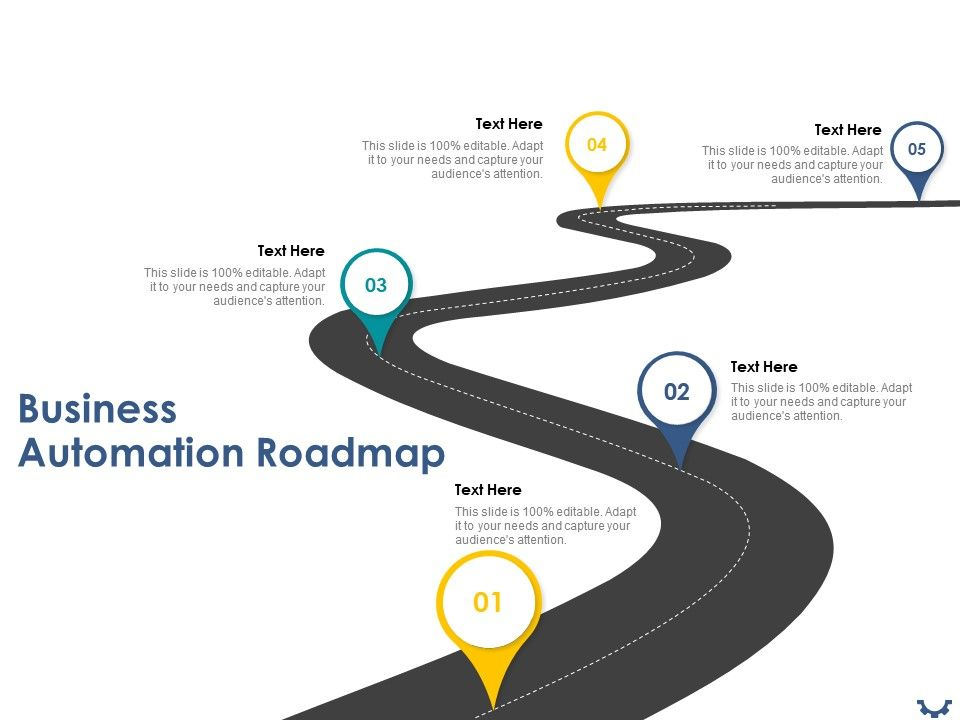 Business
Automation Roadmap
01
Text Here
This slide is 100% editable. Adapt
it to your needs and capture your
audience's attention.
02
Text Here
This slide is 100% editable. Adapt
it to your needs and capture your
audience's attention.
03
Text Here
This slide is 100% editable. Adapt
it to your needs and capture your
audience's attention.
04
Text Here
This slide is 100% editable. Adapt
it to your needs and capture your
audience's attention.
05
Text Here
This slide is 100% editable. Adapt
it to your needs and capture your
audience's attention.